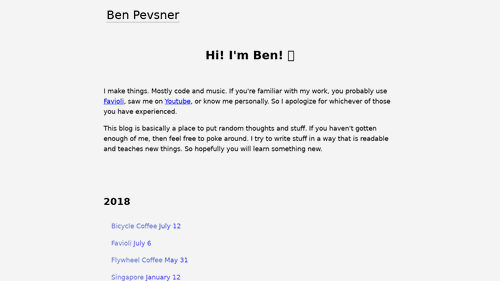 Ben Pevsner
Hi! I'm Ben!
I make things. Mostly code and music. If you're familiar with my work, you probably use
Favioli, saw me on Youtube, or know me personally. So I apologize for whichever of those
you have experienced.
This blog is basically a place to put random thoughts and stuff. If you haven't gotten
enough of me, then feel free to poke around. I try to write stuff in a way that is readable
and teaches new things. So hopefully you will learn something new.
2018
Bicycle Coffee July 12
Favioli July 6
Flywheel Coffee May 31
Singapore January 12